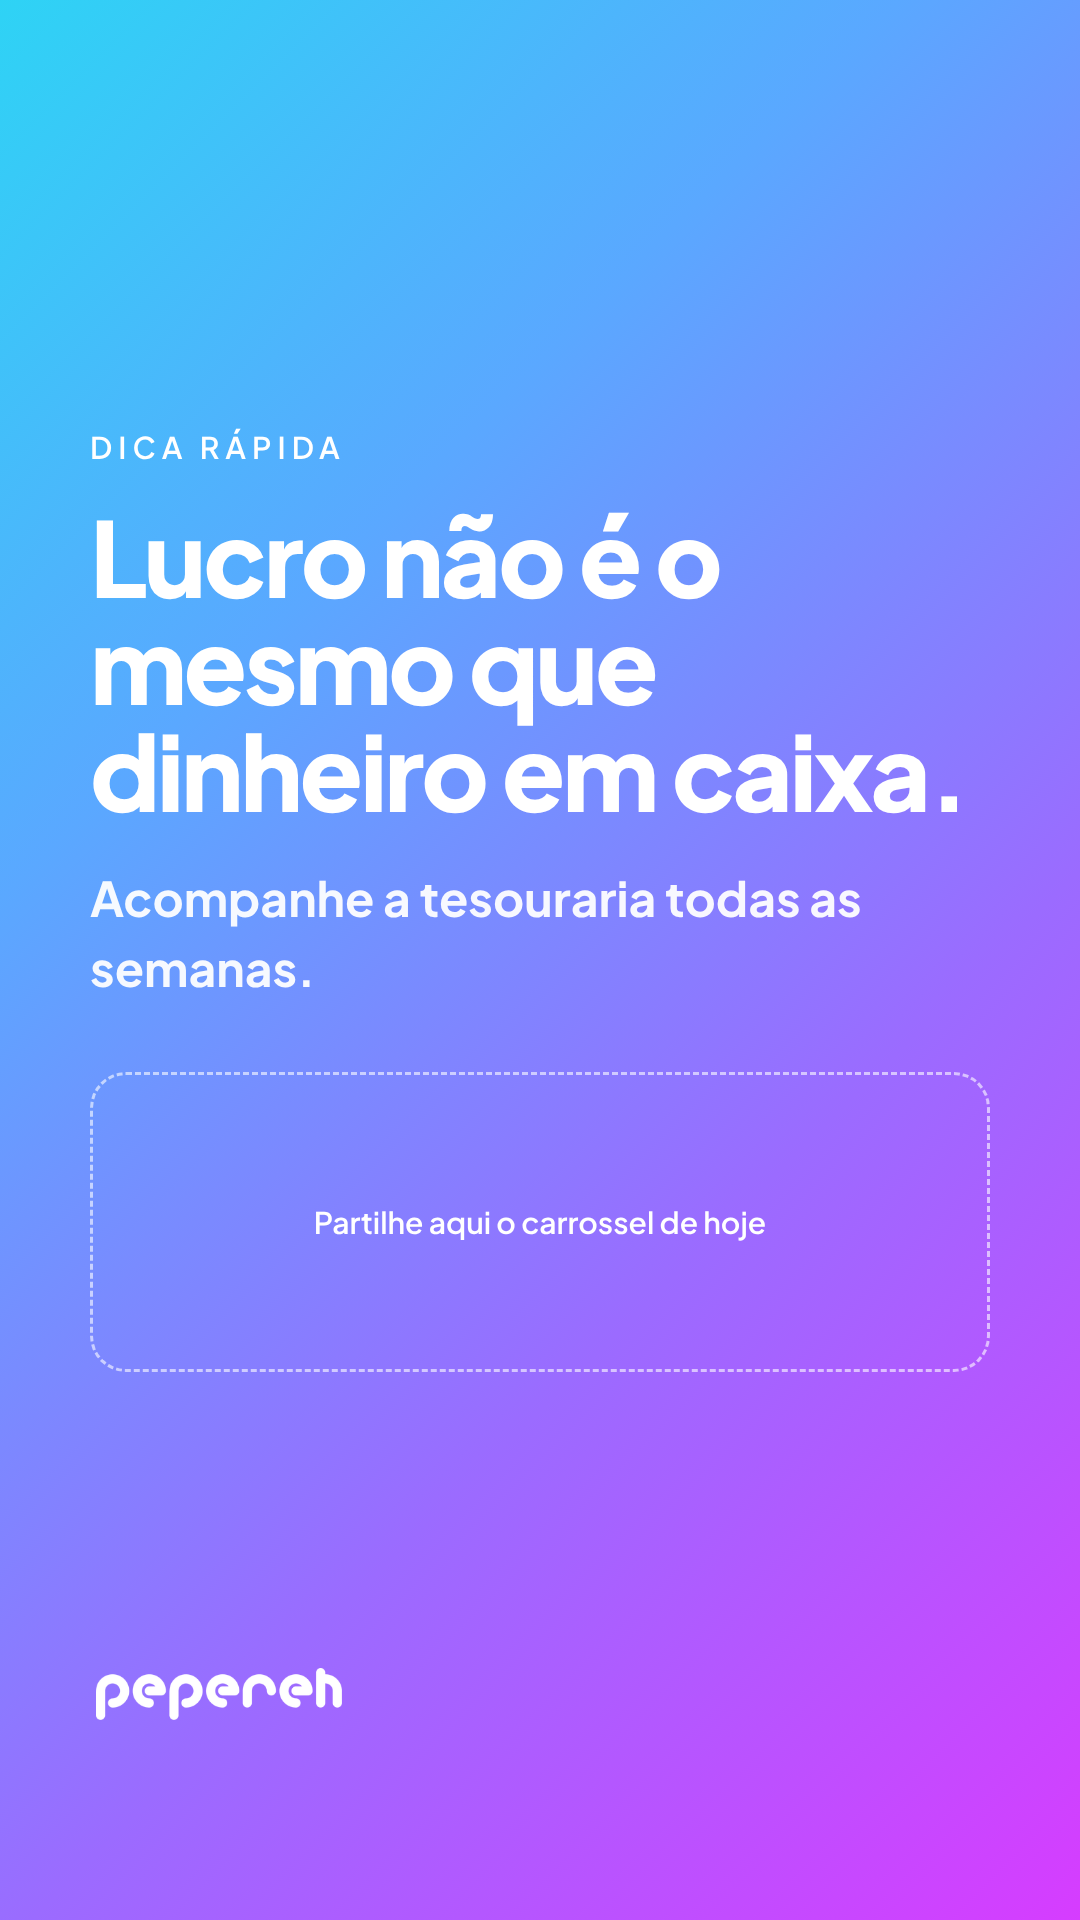 DICA RÁPIDA
Lucro não é o
mesmo que
dinheiro em caixa.
Acompanhe a tesouraria todas as
semanas.
Partilhe aqui o carrossel de hoje
pepereh